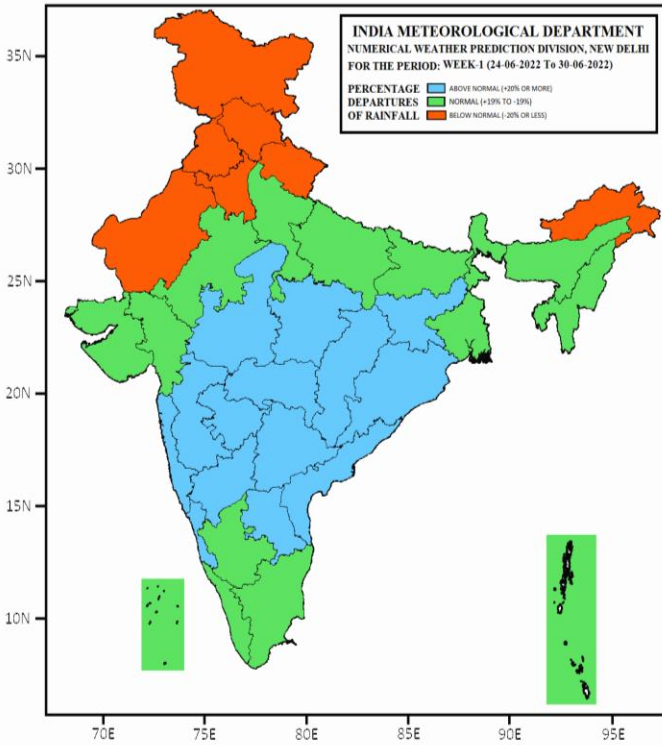 INDIA METEOROLOGICAL DEPARTMENT
NUMERICAL WEATHER PREDICTION DIVISION, NEW DELHI
FOR THE PERIOD: WEEK-1 (24-06-2022 To 30-06-2022)
PERCENTAGE ABOVE NORMAL (+20% OR MORE)
DEPARTURES NORMAL (+19% TO -19%)
OF RAINFALL BELOW NORMAL (-20% OR LESS)
35N
30N
25N
20N
15N
10N
70E 75E 80E 85E 90E 95E